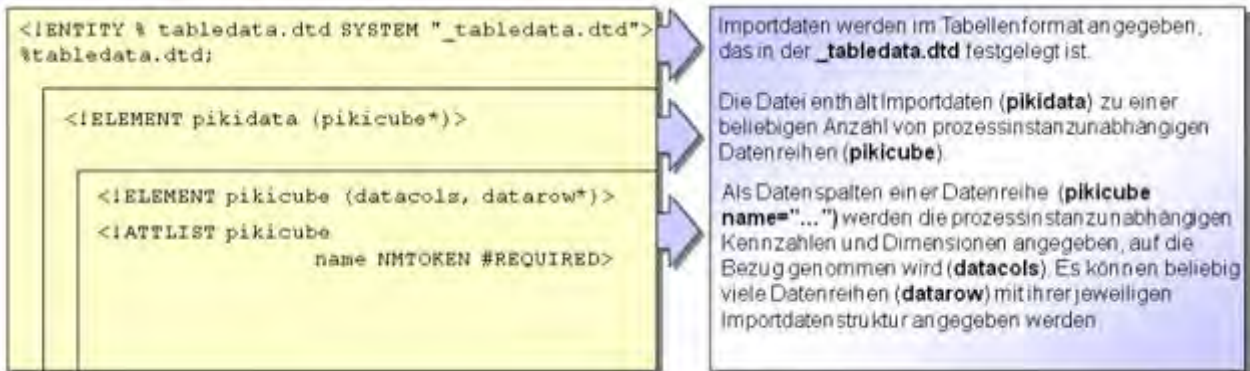 <!ENTITY % tabledata.dtd SYSTEM "_tabledata.dtd">
%tabledata.dtd;
<!ELEMENT pikidata (pikicube*)>
<!ELEMENT pikicube (datacols, datarow*)>
<!ATTLIST pikicube
name NMTOKEN #REQUIRED>
Importdaten werden im Tabellenformat angegeben,
das in der _tabledata.dtd festgelegt ist.
Die Datei enthält Importdaten (pikidata) zu einer
beliebigen Anzahl von prozessinstanzunabhängigen
Datenreihen (pikicube).
Als Datenspalten einer Datenreihe (pikicube
name="...") werden die prozessinstanzunabhängigen
Kennzahlen und Dimensionen angegeben, auf die
Bezug genommen wird (datacols). Es können beliebig
viele Datenreihen (datarow) mit ihrer jeweiligen
Importdatenstruktur angegeben werden